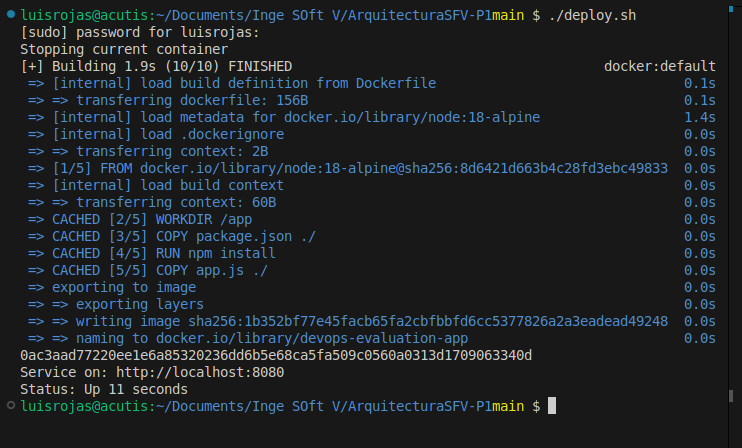 luisrojas@acutis:~/Documents/Inge SOft V/ArquitecturaSFV-P1main $ ./deploy.sh
[sudo] password for luisrojas:
Stopping current container
[+] Building 1.9s (10/10) FINISHED docker:default
=> [internal] load build definition from Dockerfile 0.1s
=> => transferring dockerfile: 156B 0.1s
=> [internal] load metadata for docker.io/library/node:18-alpine 1.4s
=> [internal] load .dockerignore 0.0s
=> => transferring context: 2B 0.0s
=> [1/5] FROM docker.io/library/node:18-alpine@sha256:8d6421d663b4c28fd3ebc49833 0.0s
=> [internal] load build context 0.0s
=> => transferring context: 60B 0.0s
=> CACHED [2/5] WORKDIR /app 0.0s
=> CACHED [3/5] COPY package.json ./ 0.0s
=> CACHED [4/5] RUN npm install 0.0s
=> CACHED [5/5] COPY app.js ./ 0.0s
=> exporting to image 0.0s
=> => exporting layers 0.0s
=> => writing image sha256:1b352bf77e45facb65fa2cbfbbfd6cc5377826a2a3eadead49248 0.0s
=> => naming to docker.io/library/devops-evaluation-app 0.0s
0ac3aad77220ee1e6a85320236dd6b5e68ca5fa509c0560a0313d1709063340d
Service on: http://localhost:8080
Status: Up 11 seconds
luisrojas@acutis:~/Documents/Inge SOft V/ArquitecturaSFV-P1main $